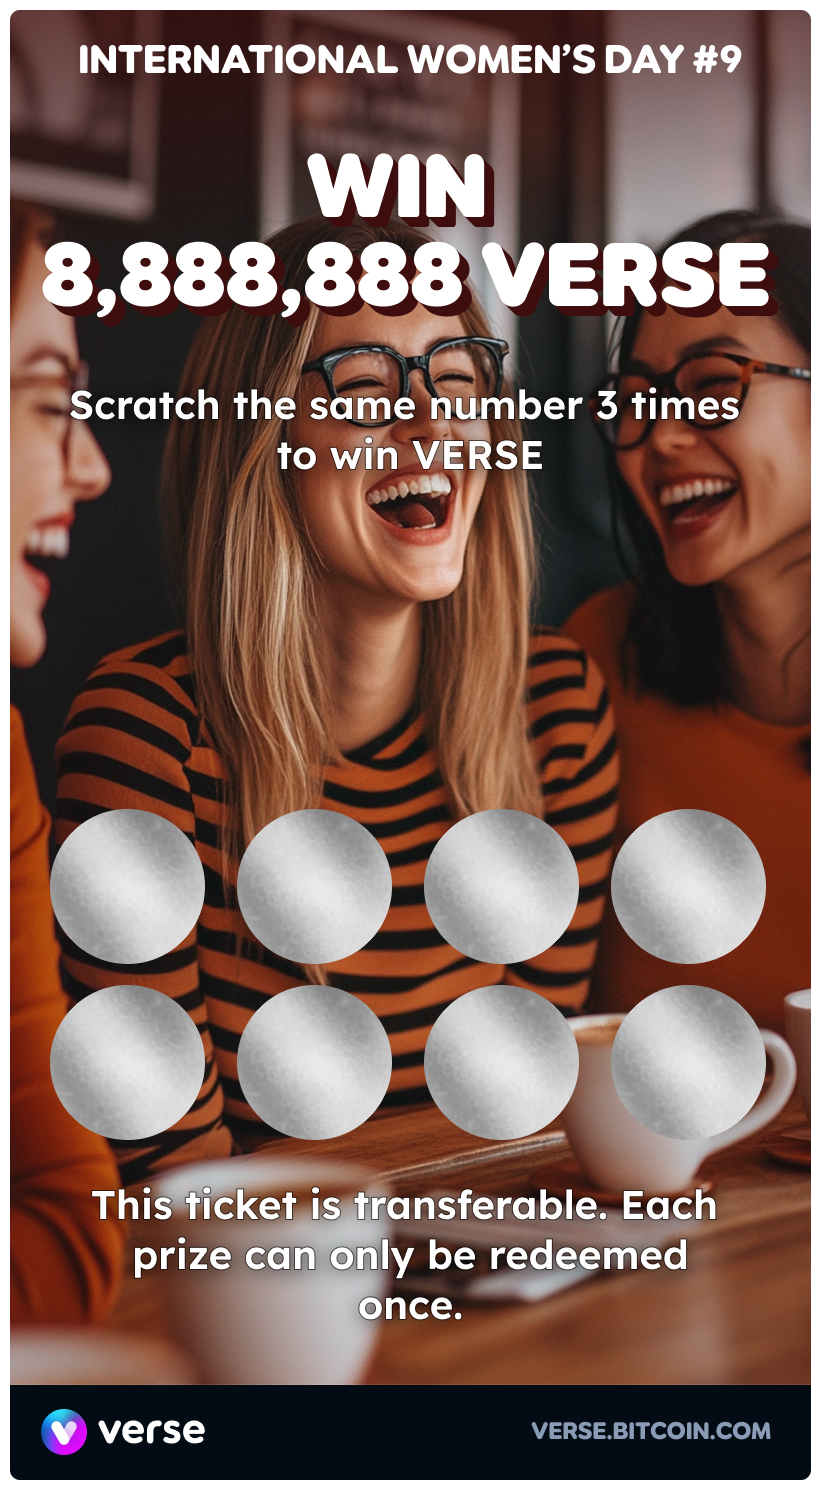 INTERNATIONAL WOMEN’S DAY #9
WIN
8,888,888 VERSE
Scratch the same number 3 times
to win VERSE
This ticket is transferable. Each
prize can only be redeemed
once.
verse
VERSE.BITCOIN.COM